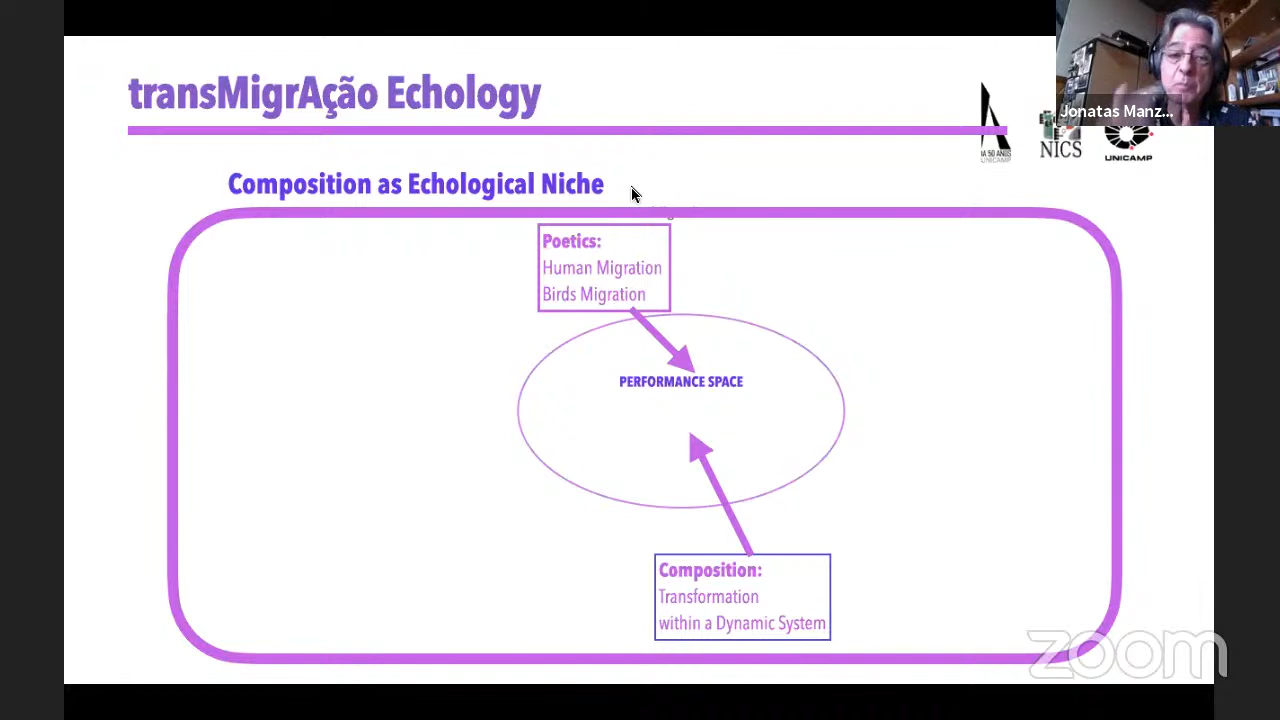 transMigrAção Echology
Jonatas Manz...
NICS
UNICAMP
UNICAMP
Composition as Echological Niche
Poetics:
Human Migration
Birds Migration
PERFORMANCE SPACE
Composition:
Transformation
within a Dynamic System
zoom